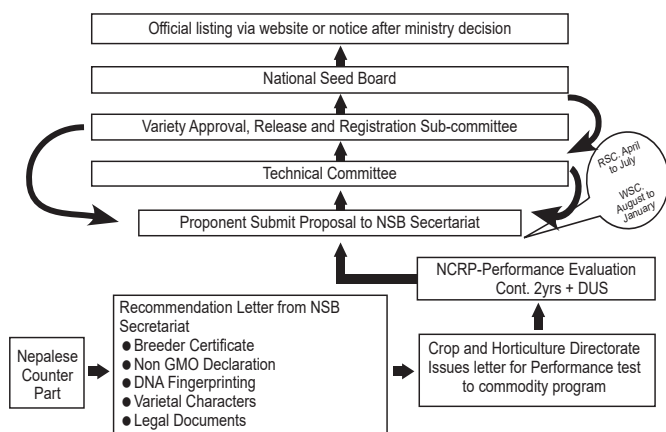 Official listing via website or notice after ministry decision
National Seed Board
Variety Approval, Release and Registration Sub-committee
Technical Committee
RSC. April
to July
WSC.
August to
January
Proponent Submit Proposal to NSB Secertariat
NCRP-Performance Evaluation
Cont. 2yrs + DUS
Nepalese
Counter
Part
Recommendation Letter from NSB
Secretariat
● Breeder Certificate
● Non GMO Declaration
● DNA Fingerprinting
● Varietal Characters
● Legal Documents
Crop and Horticulture Directorate
Issues letter for Performance test
to commodity program